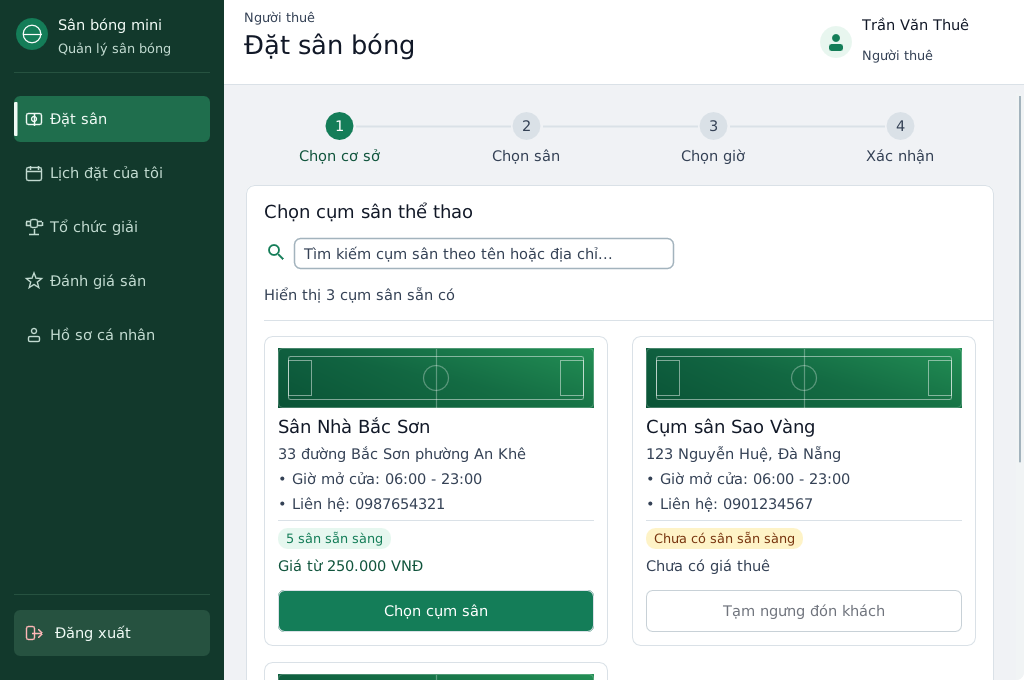 Sân bóng mini
Quản lý sân bóng
Đặt sân
Lịch đặt của tôi
Tổ chức giải
Đánh giá sân
Hồ sơ cá nhân
Đăng xuất
Người thuê
Đặt sân bóng
Trần Văn Thuê
Người thuê
1
Chọn cơ sở
2
Chọn sân
3
Chọn giờ
4
Xác nhận
Chọn cụm sân thể thao
Tìm kiếm cụm sân theo tên hoặc địa chỉ...
Hiển thị 3 cụm sân sẵn có
Sân Nhà Bắc Sơn
33 đường Bắc Sơn phường An Khê
• Giờ mở cửa: 06:00 - 23:00
• Liên hệ: 0987654321
5 sân sẵn sàng
Giá từ 250.000 VNĐ
Chọn cụm sân
Cụm sân Sao Vàng
123 Nguyễn Huệ, Đà Nẵng
• Giờ mở cửa: 06:00 - 23:00
• Liên hệ: 0901234567
Chưa có sân sẵn sàng
Chưa có giá thuê
Tạm ngưng đón khách